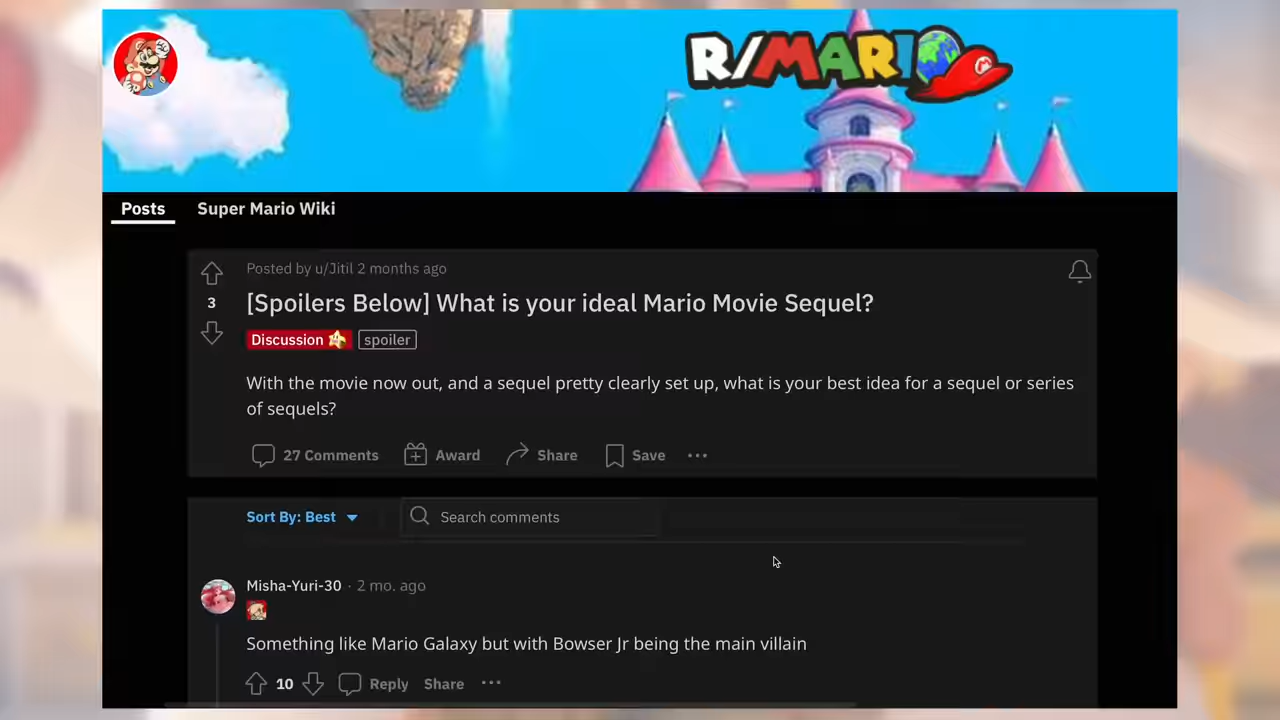 R/MARIO
Posts Super Mario Wiki
Posted by u/Jitil 2 months ago
3
[Spoilers Below] What is your ideal Mario Movie Sequel?
Discussion spoiler
With the movie now out, and a sequel pretty clearly set up, what is your best idea for a sequel or series
of sequels?
27 Comments Award Share Save
Sort By: Best Search comments
Misha-Yuri-30 · 2 mo. ago
Something like Mario Galaxy but with Bowser Jr being the main villain
10 Reply Share